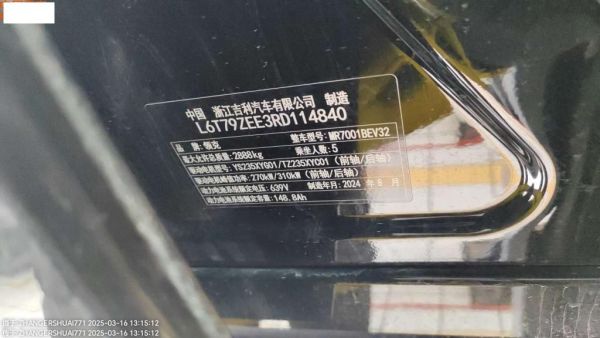 中国 浙江吉利汽车有限公司 制造
L6T79ZEE3RD114840
品 牌: 领克 整车型号: MR7001BEV32
最大允许总质量: 2888kg 乘坐人数: 5
驱动电机型号: YS235XYG01/TZ235XYC01 (前轴/后轴)
驱动电机峰值功率: 270kW/310kW (前轴/后轴)
动力电池系统额定电压: 639V 制造年月: 2024 年 8 月
动力电池系统额定容量: 148.8Ah
ZHANGERSHUAI771 2025-03-16 13:15:12
ZHANGERSHUAI771 2025-03-16 13:15:12